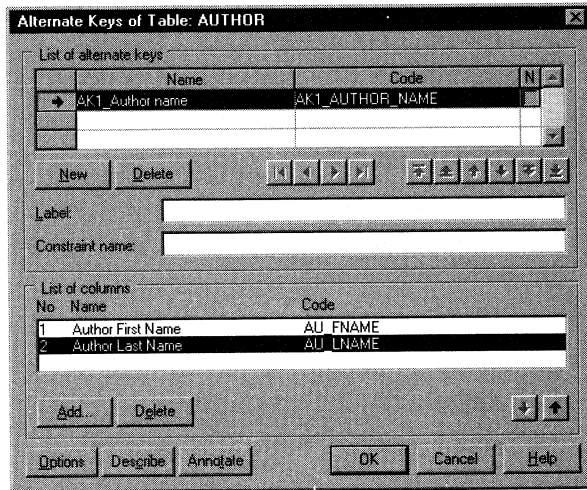 Alternate Keys of Table: AUTHOR
List of alternate keys
Name Code N
AK1_Author name AK1_AUTHOR_NAME
New Delete
Label:
Constraint name:
List of columns
No Name Code
1 Author First Name AU_FNAME
2 Author Last Name AU_LNAME
Add... Delete
Options Describe Annotate OK Cancel Help